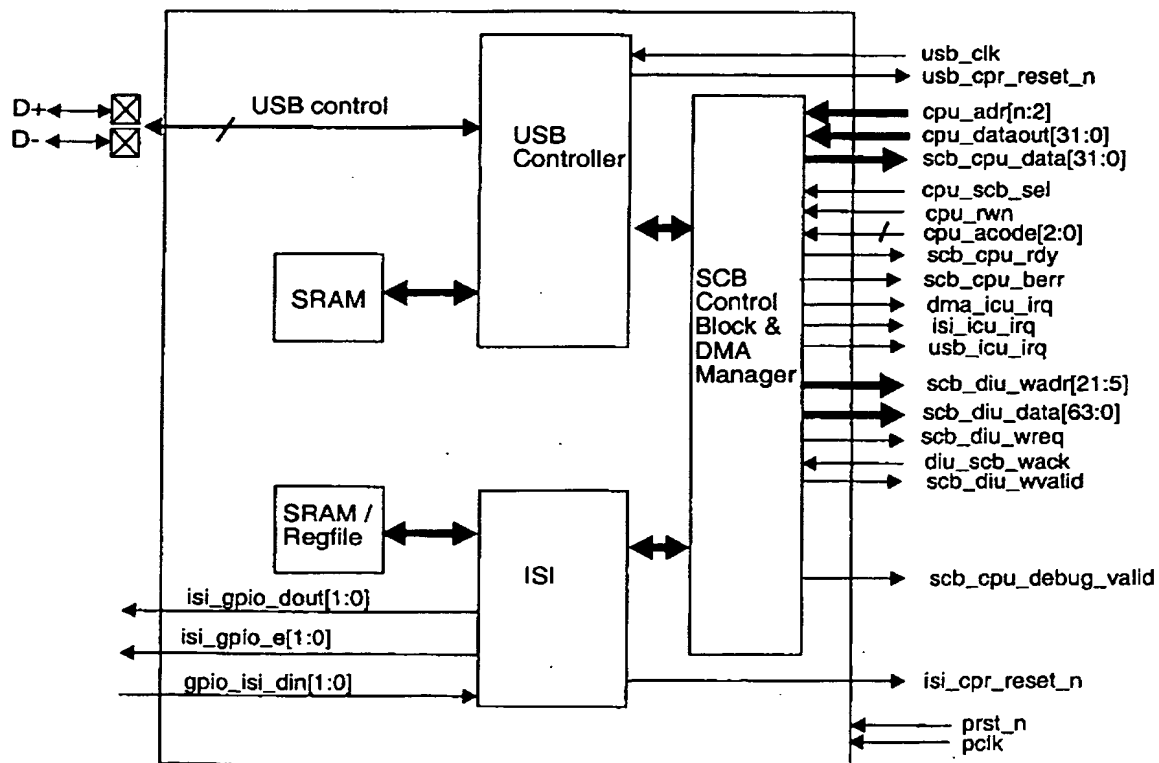 usb_clk
usb_cpr_reset_n
D+
D-
USB control
USB
Controller
cpu_adr[n:2]
cpu_dataout[31:0]
scb_cpu_data[31:0]
cpu_scb_sel
cpu_rwn
cpu_acode[2:0]
scb_cpu_rdy
scb_cpu_berr
dma_icu_irq
isi_icu_irq
usb_icu_irq
SRAM
SCB
Control
Block &
DMA
Manager
scb_diu_wadr[21:5]
scb_diu_data[63:0]
scb_diu_wreq
diu_scb_wack
scb_diu_wvalid
SRAM /
Regfile
ISI
scb_cpu_debug_valid
isi_gpio_dout[1:0]
isi_gpio_e[1:0]
gpio_isi_din[1:0]
isi_cpr_reset_n
prst_n
pclk